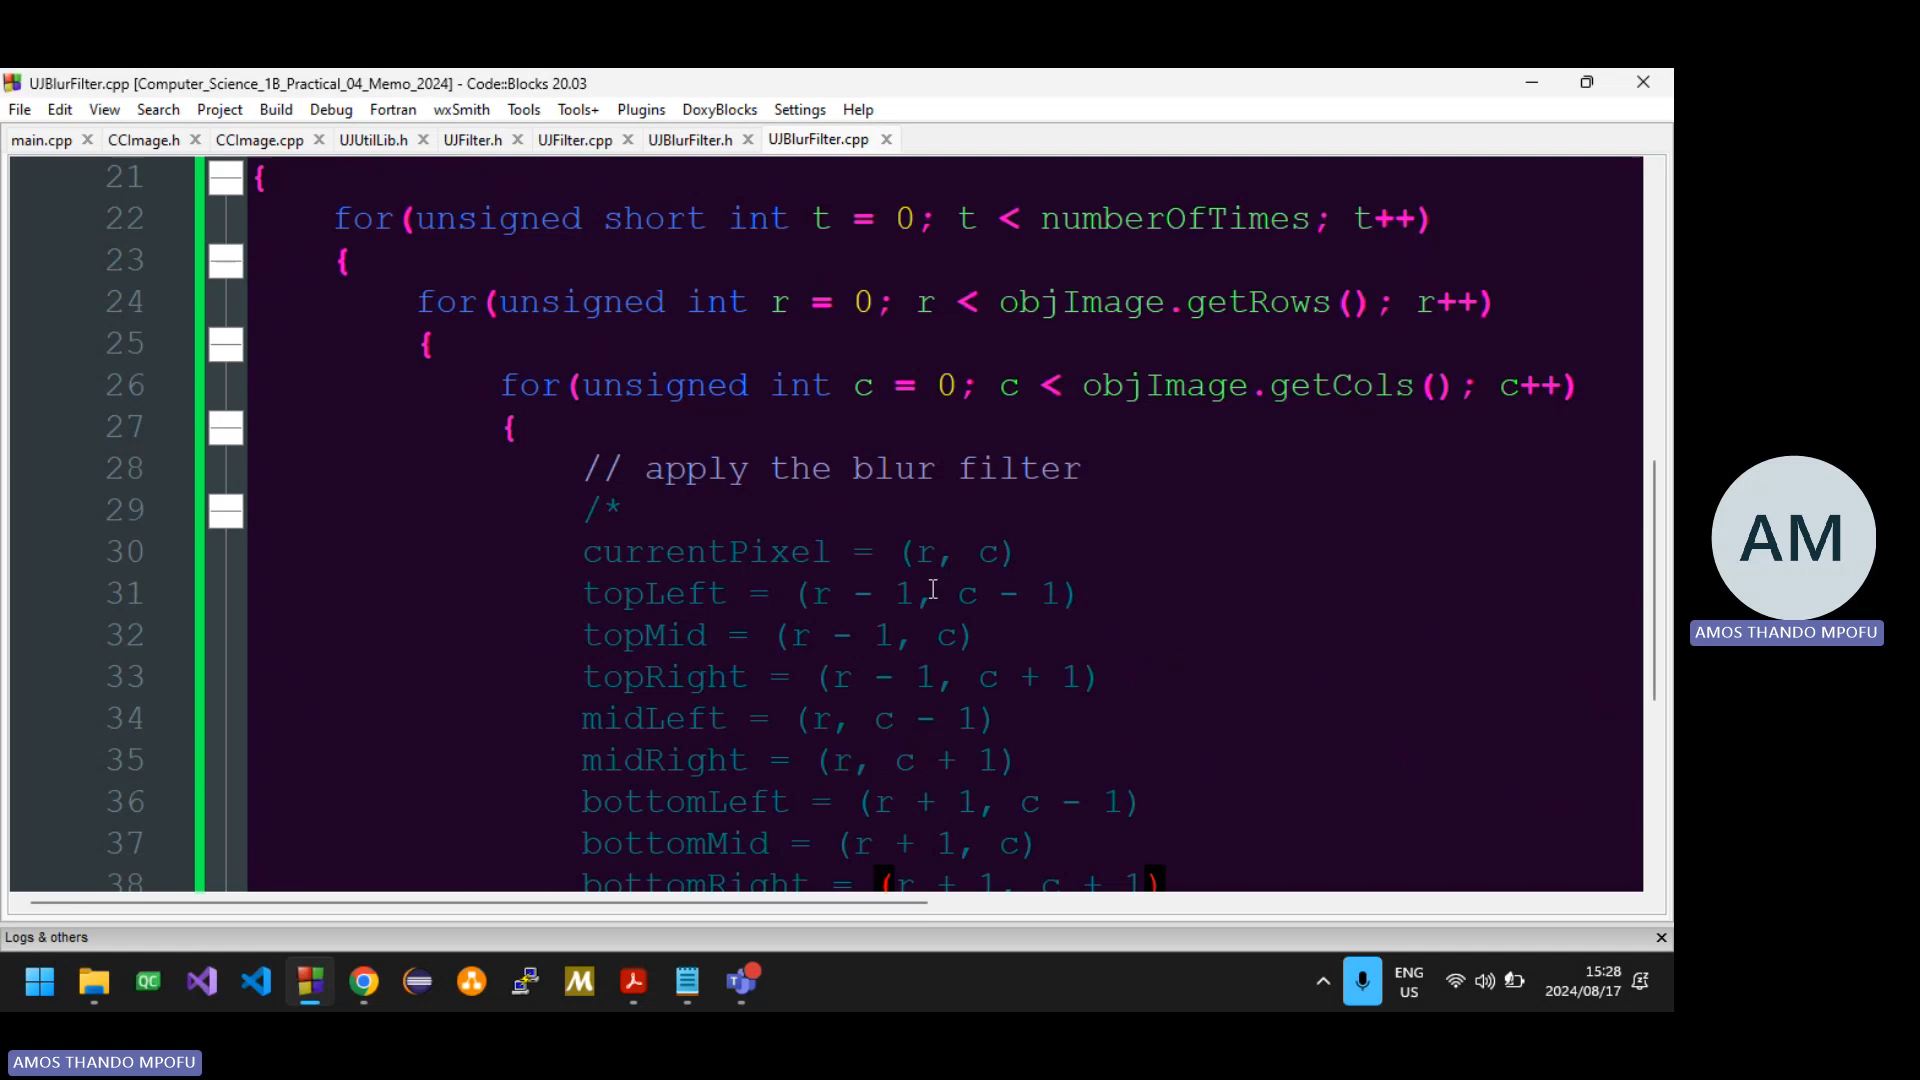 UJBlurFilter.cpp [Computer_Science_1B_Practical_04_Memo_2024] - Code::Blocks 20.03
File Edit View Search Project Build Debug Fortran wxSmith Tools Tools+ Plugins DoxyBlocks Settings Help
main.cpp CCImage.h CCImage.cpp UJUtilLib.h UJFilter.h UJFilter.cpp UJBlurFilter.h UJBlurFilter.cpp
21 {
22 for(unsigned short int t = 0; t < numberOfTimes; t++)
23 {
24 for(unsigned int r = 0; r < objImage.getRows(); r++)
25 {
26 for(unsigned int c = 0; c < objImage.getCols(); c++)
27 {
28 // apply the blur filter
29 /*
30 currentPixel = (r, c)
31 topLeft = (r - 1, c - 1)
32 topMid = (r - 1, c)
33 topRight = (r - 1, c + 1)
34 midLeft = (r, c - 1)
35 midRight = (r, c + 1)
36 bottomLeft = (r + 1, c - 1)
37 bottomMid = (r + 1, c)
38 bottomRight = (r + 1, c + 1)
AM
AMOS THANDO MPOFU
Logs & others
QC
M
ENG
US
15:28
2024/08/17
AMOS THANDO MPOFU